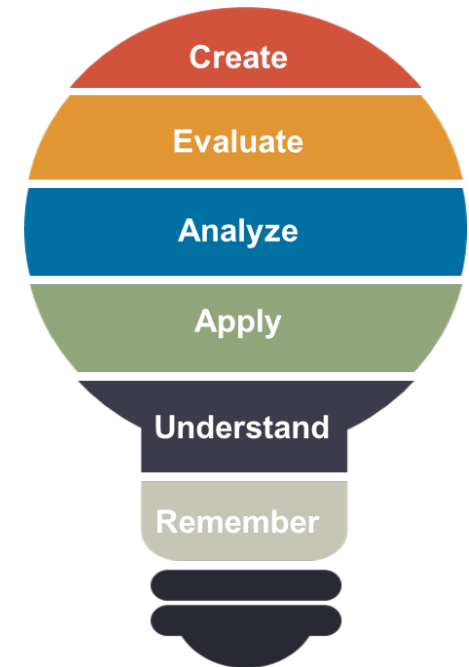 Create
Evaluate
Analyze
Apply
Understand
Remember